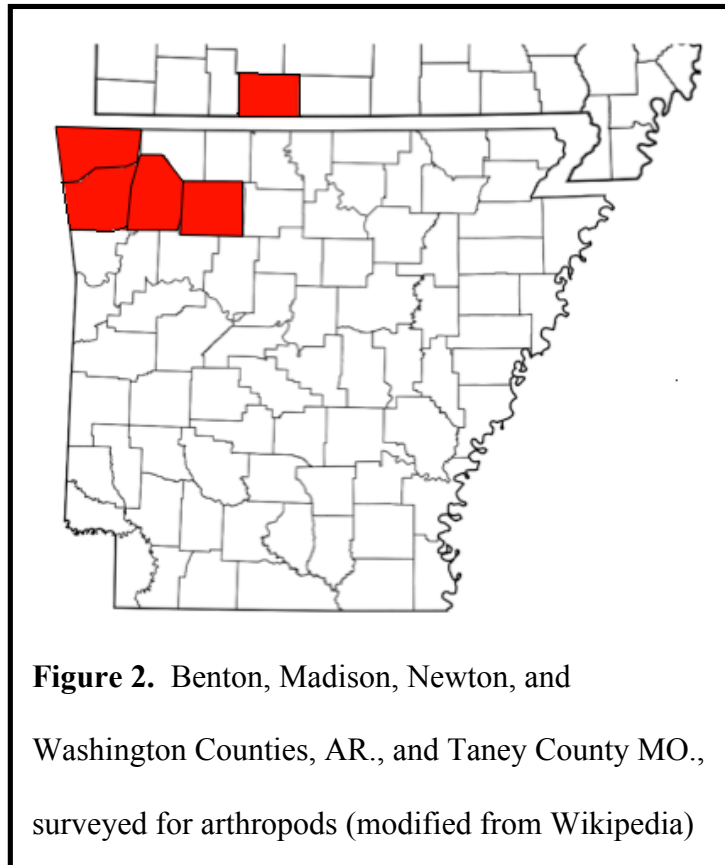 Figure 2.  Benton, Madison, Newton, and
Washington Counties, AR., and Taney County MO.,
surveyed for arthropods (modified from Wikipedia)